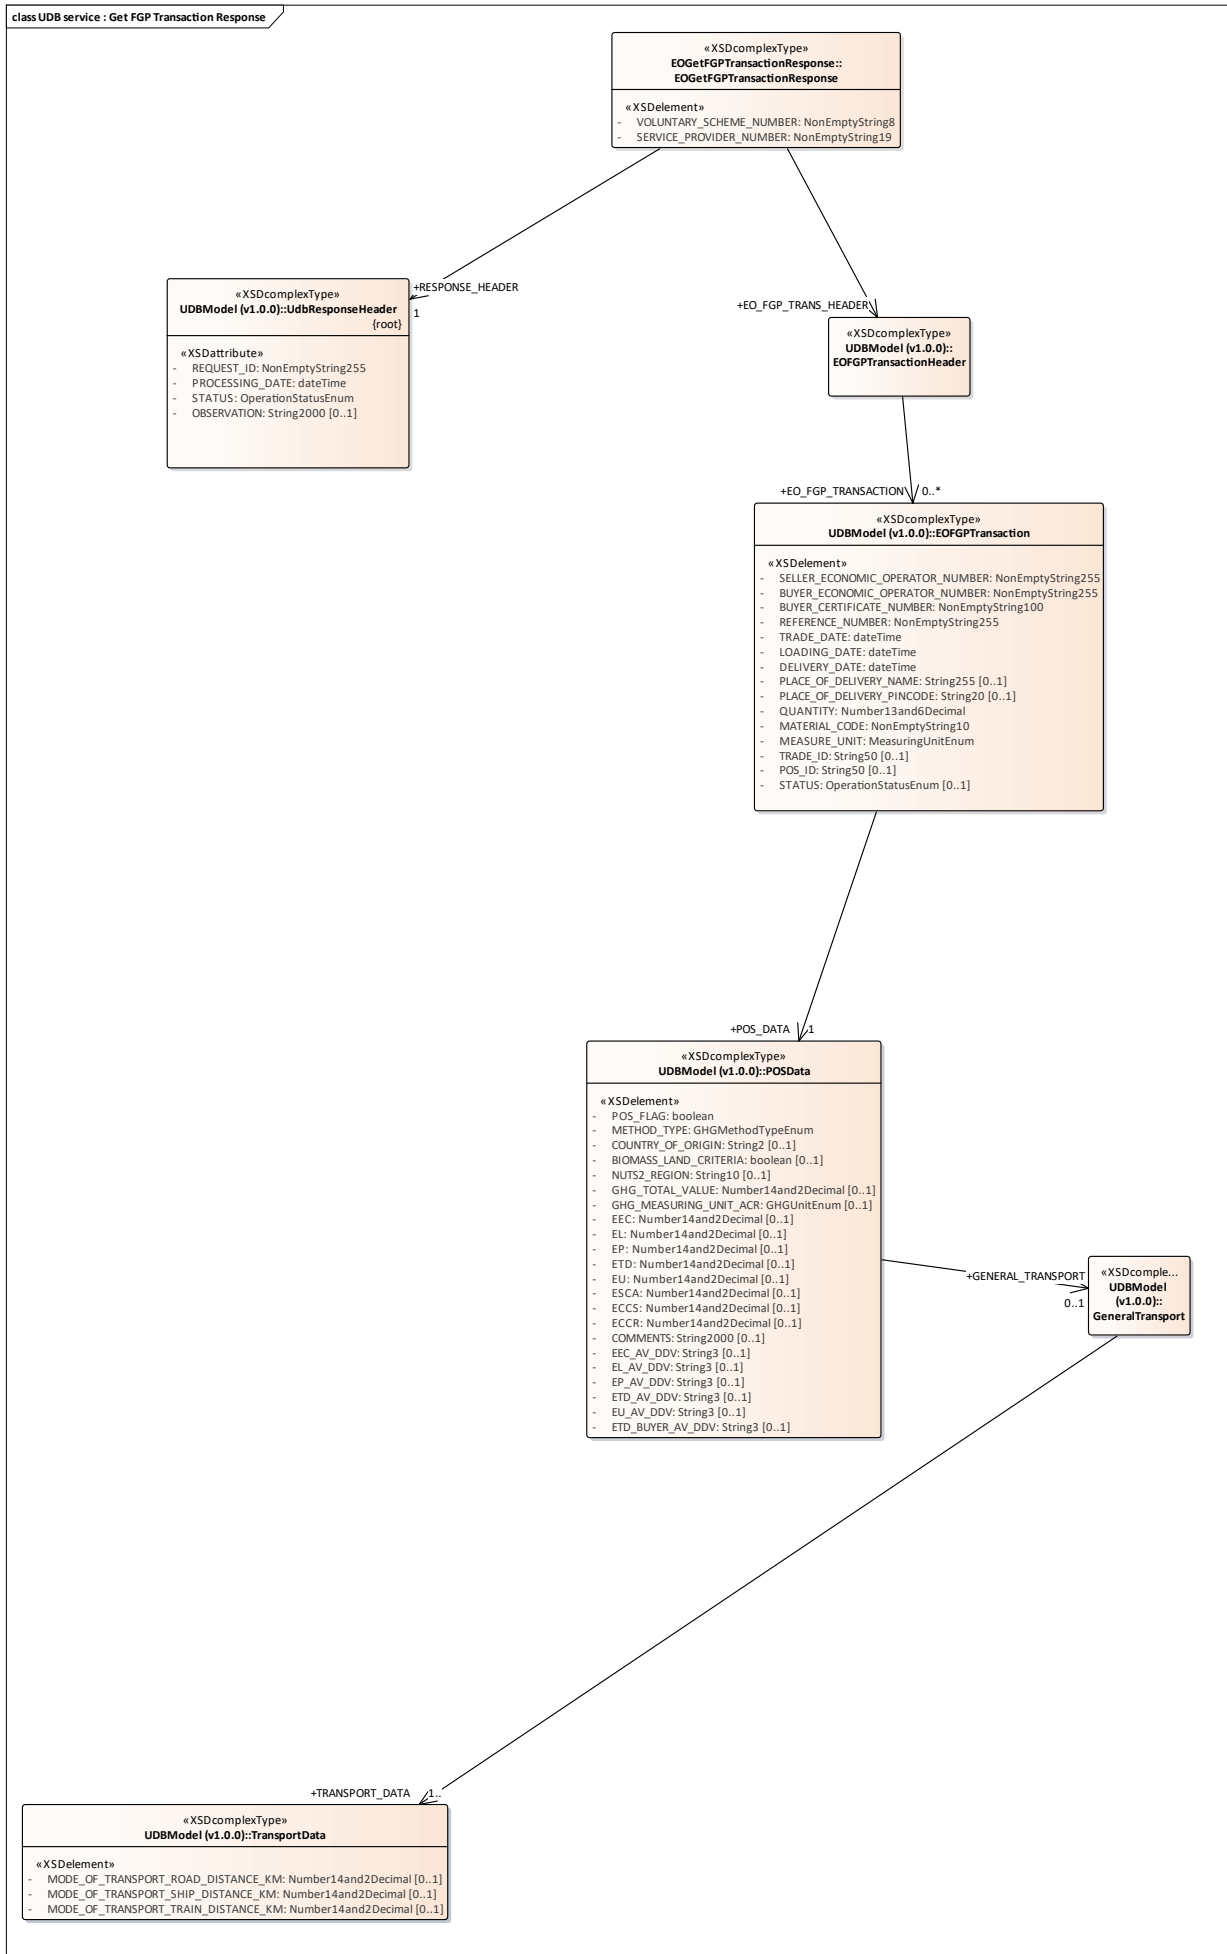 class UDB service : Get FGP Transaction Response
«XSDcomplexType»
EOGetFGPTransactionResponse::
EOGetFGPTransactionResponse
«XSDelement»
- VOLUNTARY_SCHEME_NUMBER: NonEmptyString8
- SERVICE_PROVIDER_NUMBER: NonEmptyString19
+RESPONSE_HEADER
1
«XSDcomplexType»
UDBModel (v1.0.0)::UdbResponseHeader
{root}
«XSDattribute»
- REQUEST_ID: NonEmptyString255
- PROCESSING_DATE: dateTime
- STATUS: OperationStatusEnum
- OBSERVATION: String2000 [0..1]
+EO_FGP_TRANS_HEADER
«XSDcomplexType»
UDBModel (v1.0.0)::
EOFGPTransactionHeader
+EO_FGP_TRANSACTION 0..*
«XSDcomplexType»
UDBModel (v1.0.0)::EOFGPTransaction
«XSDelement»
- SELLER_ECONOMIC_OPERATOR_NUMBER: NonEmptyString255
- BUYER_ECONOMIC_OPERATOR_NUMBER: NonEmptyString255
- BUYER_CERTIFICATE_NUMBER: NonEmptyString100
- REFERENCE_NUMBER: NonEmptyString255
- TRADE_DATE: dateTime
- LOADING_DATE: dateTime
- DELIVERY_DATE: dateTime
- PLACE_OF_DELIVERY_NAME: String255 [0..1]
- PLACE_OF_DELIVERY_PINCODE: String20 [0..1]
- QUANTITY: Number13and6Decimal
- MATERIAL_CODE: NonEmptyString10
- MEASURE_UNIT: MeasuringUnitEnum
- TRADE_ID: String50 [0..1]
- POS_ID: String50 [0..1]
- STATUS: OperationStatusEnum [0..1]
+POS_DATA 1
«XSDcomplexType»
UDBModel (v1.0.0)::POSData
«XSDelement»
- POS_FLAG: boolean
- METHOD_TYPE: GHGMethodTypeEnum
- COUNTRY_OF_ORIGIN: String2 [0..1]
- BIOMASS_LAND_CRITERIA: boolean [0..1]
- NUTS2_REGION: String10 [0..1]
- GHG_TOTAL_VALUE: Number14and2Decimal [0..1]
- GHG_MEASURING_UNIT_ACR: GHGUnitEnum [0..1]
- EEC: Number14and2Decimal [0..1]
- EL: Number14and2Decimal [0..1]
- EP: Number14and2Decimal [0..1]
- ETD: Number14and2Decimal [0..1]
- EU: Number14and2Decimal [0..1]
- ESCA: Number14and2Decimal [0..1]
- ECCS: Number14and2Decimal [0..1]
- ECCR: Number14and2Decimal [0..1]
- COMMENTS: String2000 [0..1]
- EEC_AV_DDV: String3 [0..1]
- EL_AV_DDV: String3 [0..1]
- EP_AV_DDV: String3 [0..1]
- ETD_AV_DDV: String3 [0..1]
- EU_AV_DDV: String3 [0..1]
- ETD_BUYER_AV_DDV: String3 [0..1]
+GENERAL_TRANSPORT
0..1
«XSDcomple...
UDBModel
(v1.0.0)::
GeneralTransport
+TRANSPORT_DATA 1..
«XSDcomplexType»
UDBModel (v1.0.0)::TransportData
«XSDelement»
- MODE_OF_TRANSPORT_ROAD_DISTANCE_KM: Number14and2Decimal [0..1]
- MODE_OF_TRANSPORT_SHIP_DISTANCE_KM: Number14and2Decimal [0..1]
- MODE_OF_TRANSPORT_TRAIN_DISTANCE_KM: Number14and2Decimal [0..1]